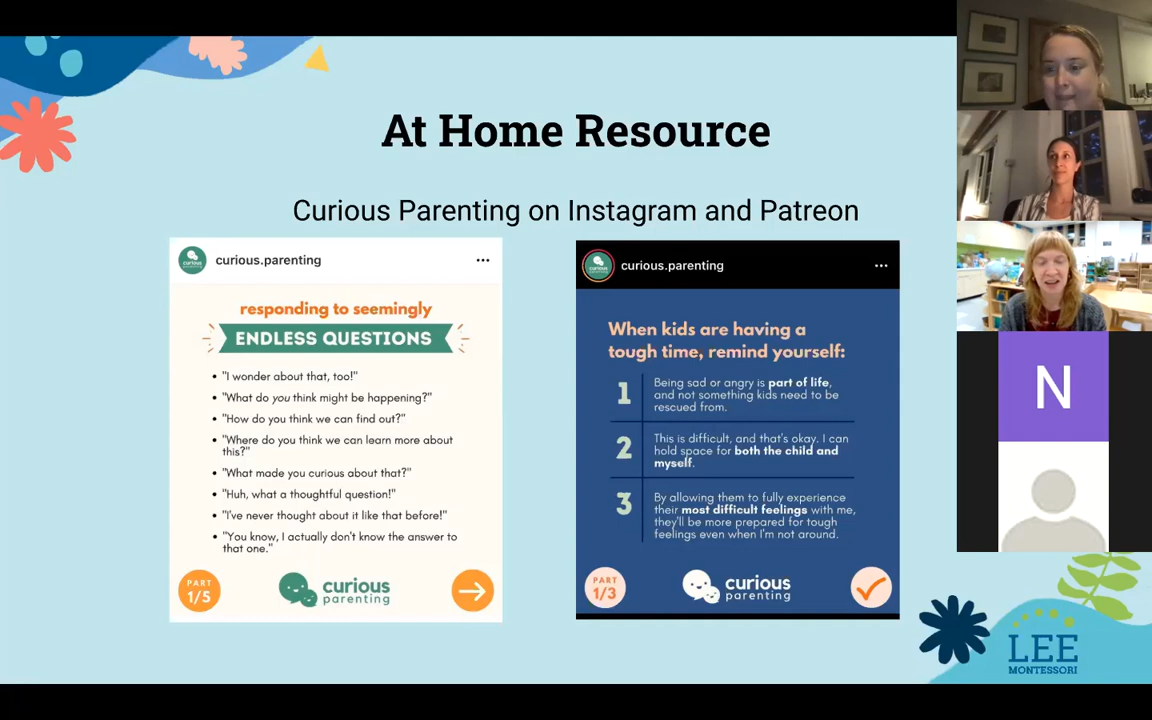 At Home Resource
Curious Parenting on Instagram and Patreon
curious.parenting
responding to seemingly
ENDLESS QUESTIONS
• "I wonder about that, too!"
• "What do you think might be happening?"
• "How do you think we can find out?"
• "Where do you think we can learn more about
this?"
• "What made you curious about that?"
• "Huh, what a thoughtful question!"
• "I've never thought about it like that before!"
• "You know, I actually don't know the answer to
that one."
PART
1/5
curious
parenting
curious.parenting
When kids are having a
tough time, remind yourself:
1
Being sad or angry is part of life,
and not something kids need to be
rescued from.
2
This is difficult, and that's okay. I can
hold space for both the child and
myself.
3
By allowing them to fully experience
their most difficult feelings with me,
they'll be more prepared for tough
feelings even when I'm not around.
PART
1/3
curious
parenting
N
LEE
MONTESSORI